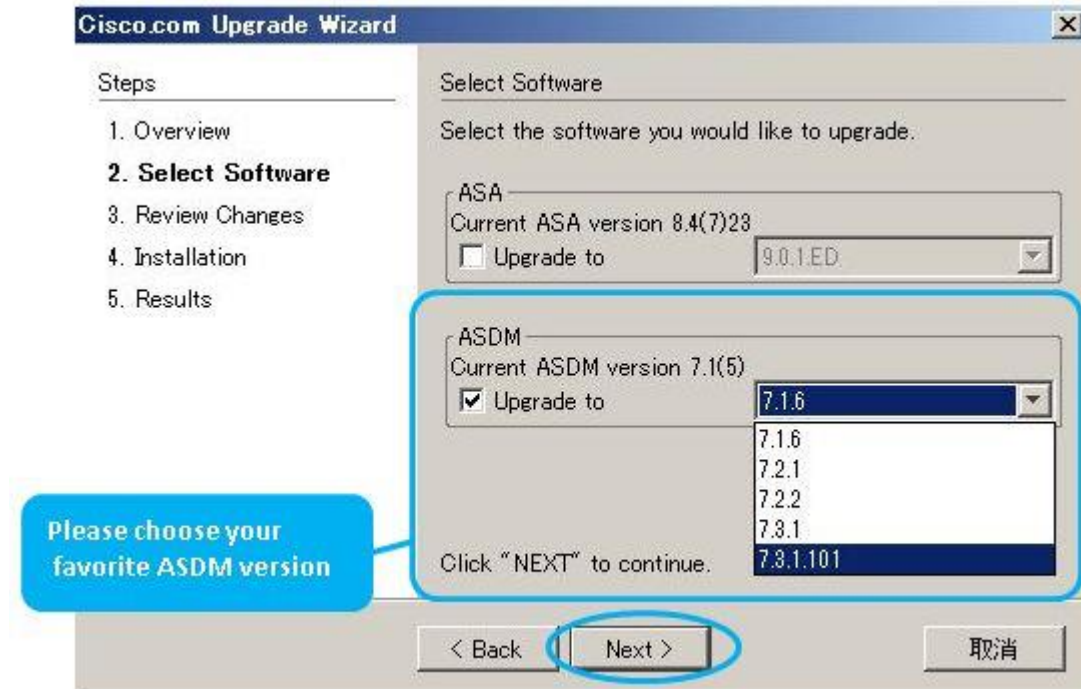 Cisco.com Upgrade Wizard
Steps
1. Overview
2. Select Software
3. Review Changes
4. Installation
5. Results
Select Software
Select the software you would like to upgrade.
ASA
Current ASA version 8.4(7)23
Upgrade to 9.0.1.ED
ASDM
Current ASDM version 7.1(5)
Upgrade to 7.1.6
7.1.6
7.2.1
7.2.2
7.3.1
7.3.1.101
Click "NEXT" to continue.
Please choose your
favorite ASDM version
< Back
Next >
取消